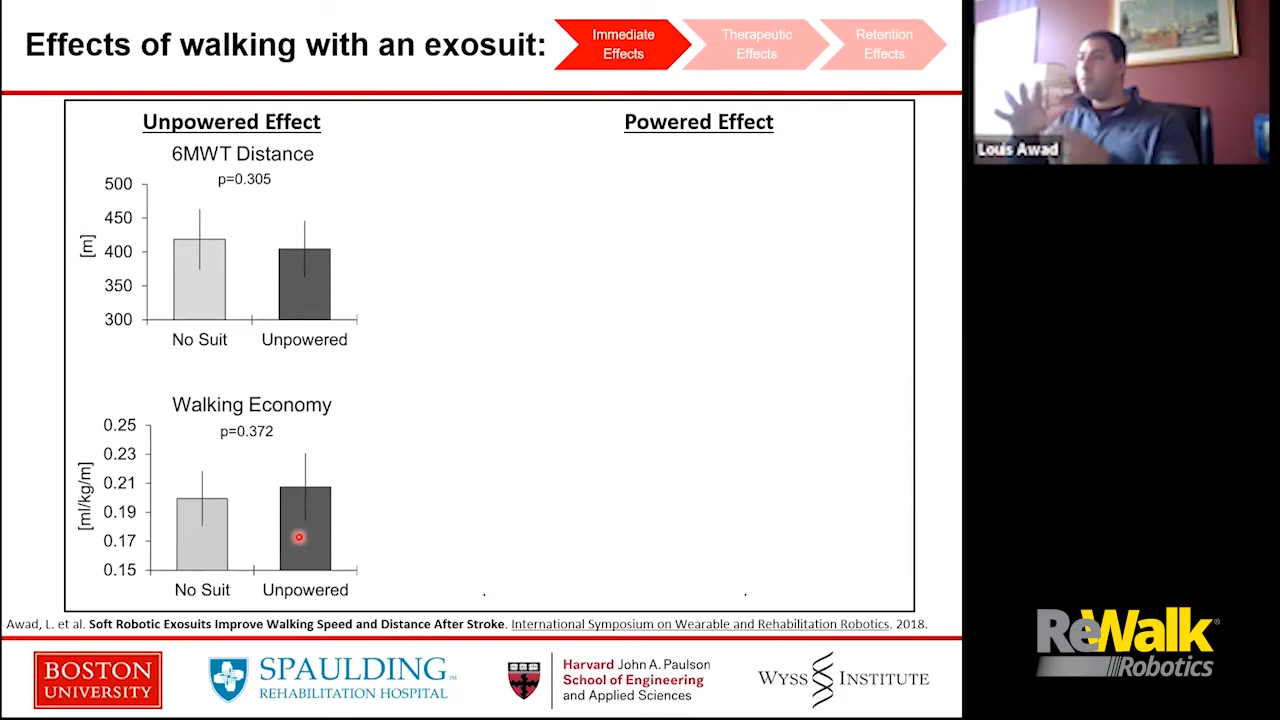 Effects of walking with an exosuit:
Immediate
Effects
Therapeutic
Effects
Retention
Effects
Louis Awad
Unpowered Effect
Powered Effect
6MWT Distance
p=0.305
500
450
400
350
300
[m]
No Suit
Unpowered
Walking Economy
p=0.372
0.25
0.23
0.21
0.19
0.17
0.15
[ml/kg/m]
No Suit
Unpowered
Awad, L. et al. Soft Robotic Exosuits Improve Walking Speed and Distance After Stroke. International Symposium on Wearable and Rehabilitation Robotics. 2018.
BOSTON
UNIVERSITY
SPAULDING™
REHABILITATION HOSPITAL
Harvard John A. Paulson
School of Engineering
and Applied Sciences
WYSS INSTITUTE
ReWalk®
Robotics